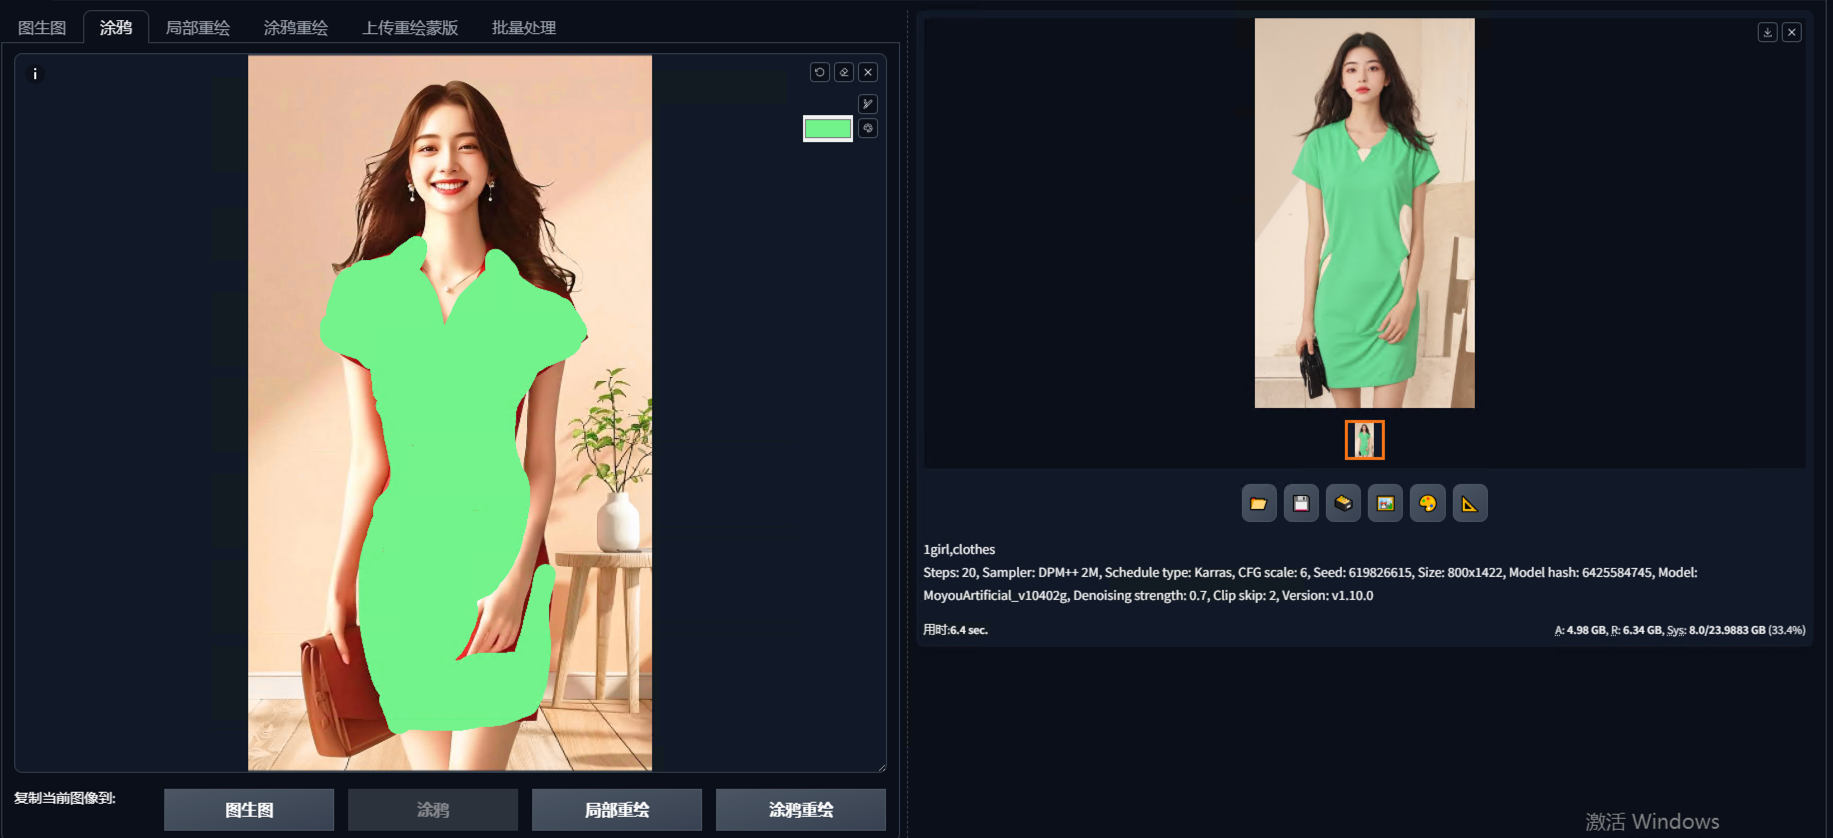 图生图 涂鸦 局部重绘 涂鸦重绘 上传重绘蒙版 批量处理
i
复制当前图像到:
图生图 涂鸦 局部重绘 涂鸦重绘
1girl,clothes
Steps: 20, Sampler: DPM++ 2M, Schedule type: Karras, CFG scale: 6, Seed: 619826615, Size: 800x1422, Model hash: 6425584745, Model:
MoyouArtificial_v10402g, Denoising strength: 0.7, Clip skip: 2, Version: v1.10.0
用时:6.4 sec.
A: 4.98 GB, R: 6.34 GB, Sys: 8.0/23.9883 GB (33.4%)
激活 Windows